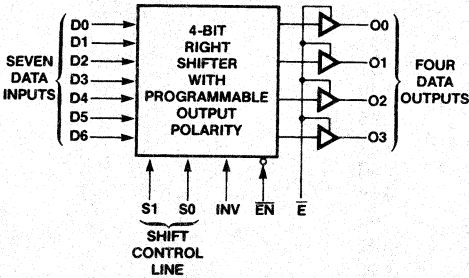 D0
D1
D2
D3
D4
D5
D6
SEVEN
DATA
INPUTS
4-BIT
RIGHT
SHIFTER
WITH
PROGRAMMABLE
OUTPUT
POLARITY
O0
O1
O2
O3
FOUR
DATA
OUTPUTS
S1 S0 INV E̅N̅ E̅
SHIFT
CONTROL
LINE